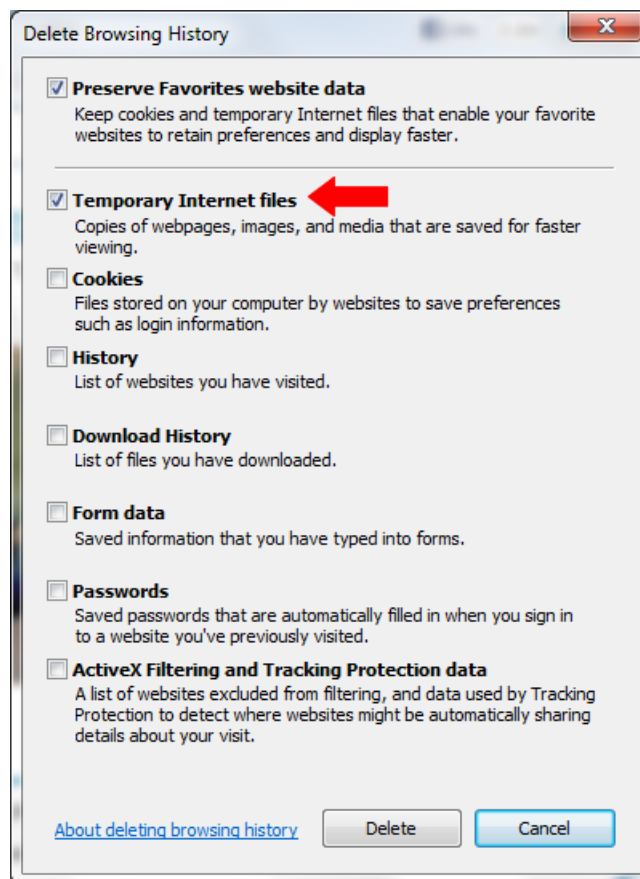 Delete Browsing History
Preserve Favorites website data
Keep cookies and temporary Internet files that enable your favorite
websites to retain preferences and display faster.
Temporary Internet files
Copies of webpages, images, and media that are saved for faster
viewing.
Cookies
Files stored on your computer by websites to save preferences
such as login information.
History
List of websites you have visited.
Download History
List of files you have downloaded.
Form data
Saved information that you have typed into forms.
Passwords
Saved passwords that are automatically filled in when you sign in
to a website you've previously visited.
ActiveX Filtering and Tracking Protection data
A list of websites excluded from filtering, and data used by Tracking
Protection to detect where websites might be automatically sharing
details about your visit.
About deleting browsing history Delete Cancel